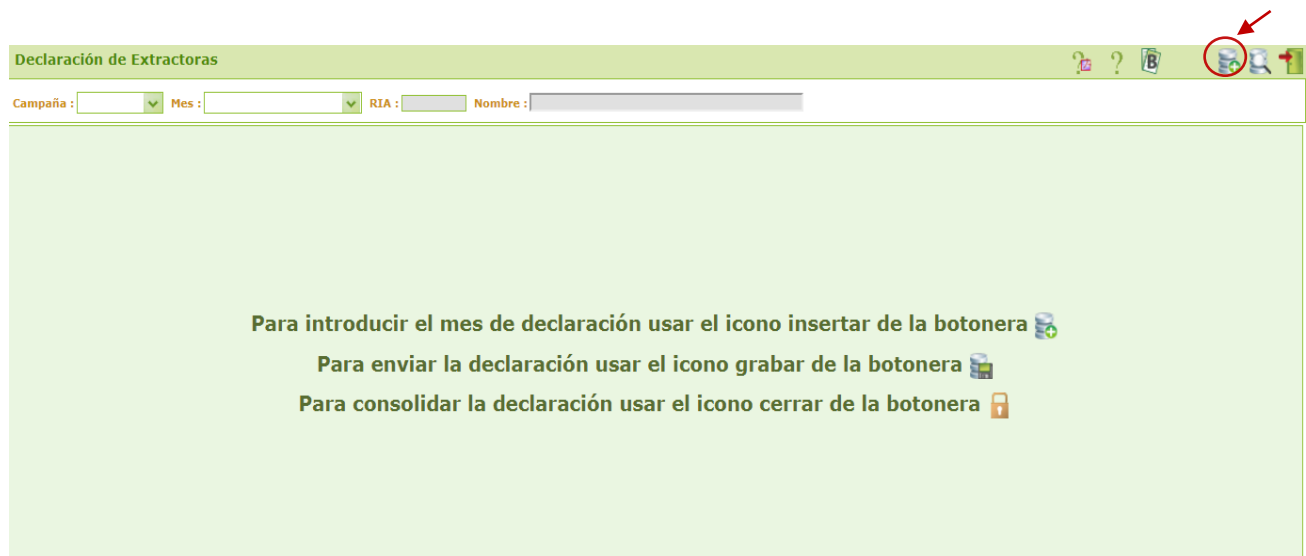 Declaración de Extractoras
Campaña : Mes : RIA : Nombre :
Para introducir el mes de declaración usar el icono insertar de la botonera
Para enviar la declaración usar el icono grabar de la botonera
Para consolidar la declaración usar el icono cerrar de la botonera